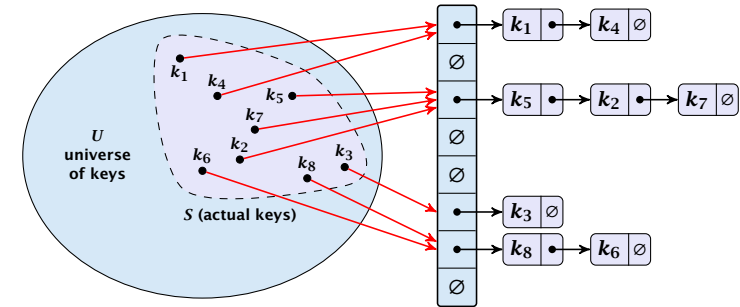 k₁
k₄
k₅
k₇
k₂
k₆
k₈
k₃
U
universe
of keys
S (actual keys)
k₁ k₄ ∅
∅
k₅ k₂ k₇ ∅
∅
∅
k₃ ∅
k₈ k₆ ∅
∅